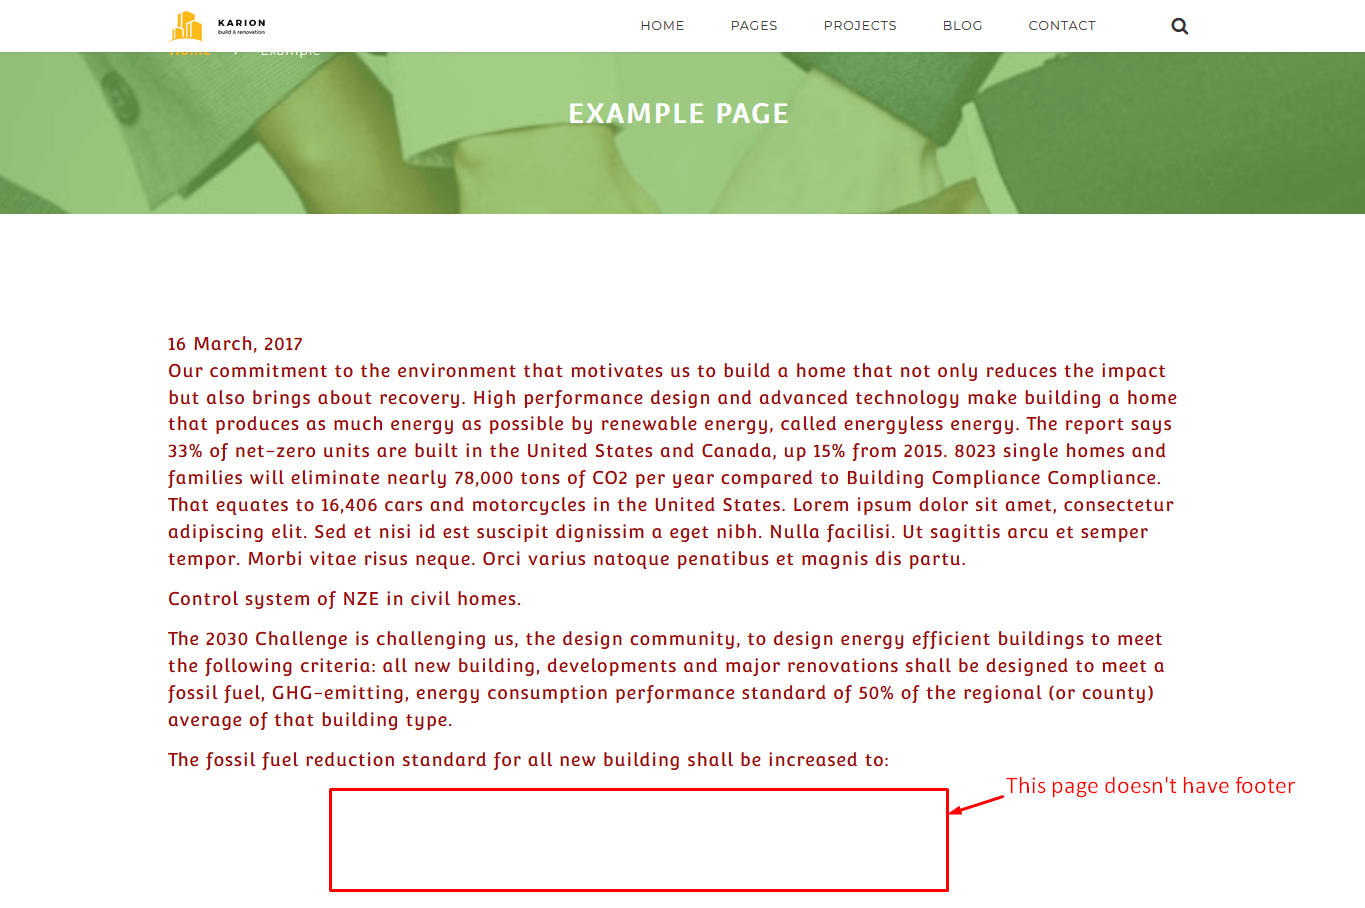 KARION
build & renovation
HOME PAGES PROJECTS BLOG CONTACT
Home > Example
EXAMPLE PAGE
16 March, 2017
Our commitment to the environment that motivates us to build a home that not only reduces the impact
but also brings about recovery. High performance design and advanced technology make building a home
that produces as much energy as possible by renewable energy, called energyless energy. The report says
33% of net-zero units are built in the United States and Canada, up 15% from 2015. 8023 single homes and
families will eliminate nearly 78,000 tons of CO2 per year compared to Building Compliance Compliance.
That equates to 16,406 cars and motorcycles in the United States. Lorem ipsum dolor sit amet, consectetur
adipiscing elit. Sed et nisi id est suscipit dignissim a eget nibh. Nulla facilisi. Ut sagittis arcu et semper
tempor. Morbi vitae risus neque. Orci varius natoque penatibus et magnis dis partu.
Control system of NZE in civil homes.
The 2030 Challenge is challenging us, the design community, to design energy efficient buildings to meet
the following criteria: all new building, developments and major renovations shall be designed to meet a
fossil fuel, GHG-emitting, energy consumption performance standard of 50% of the regional (or county)
average of that building type.
The fossil fuel reduction standard for all new building shall be increased to:
This page doesn't have footer